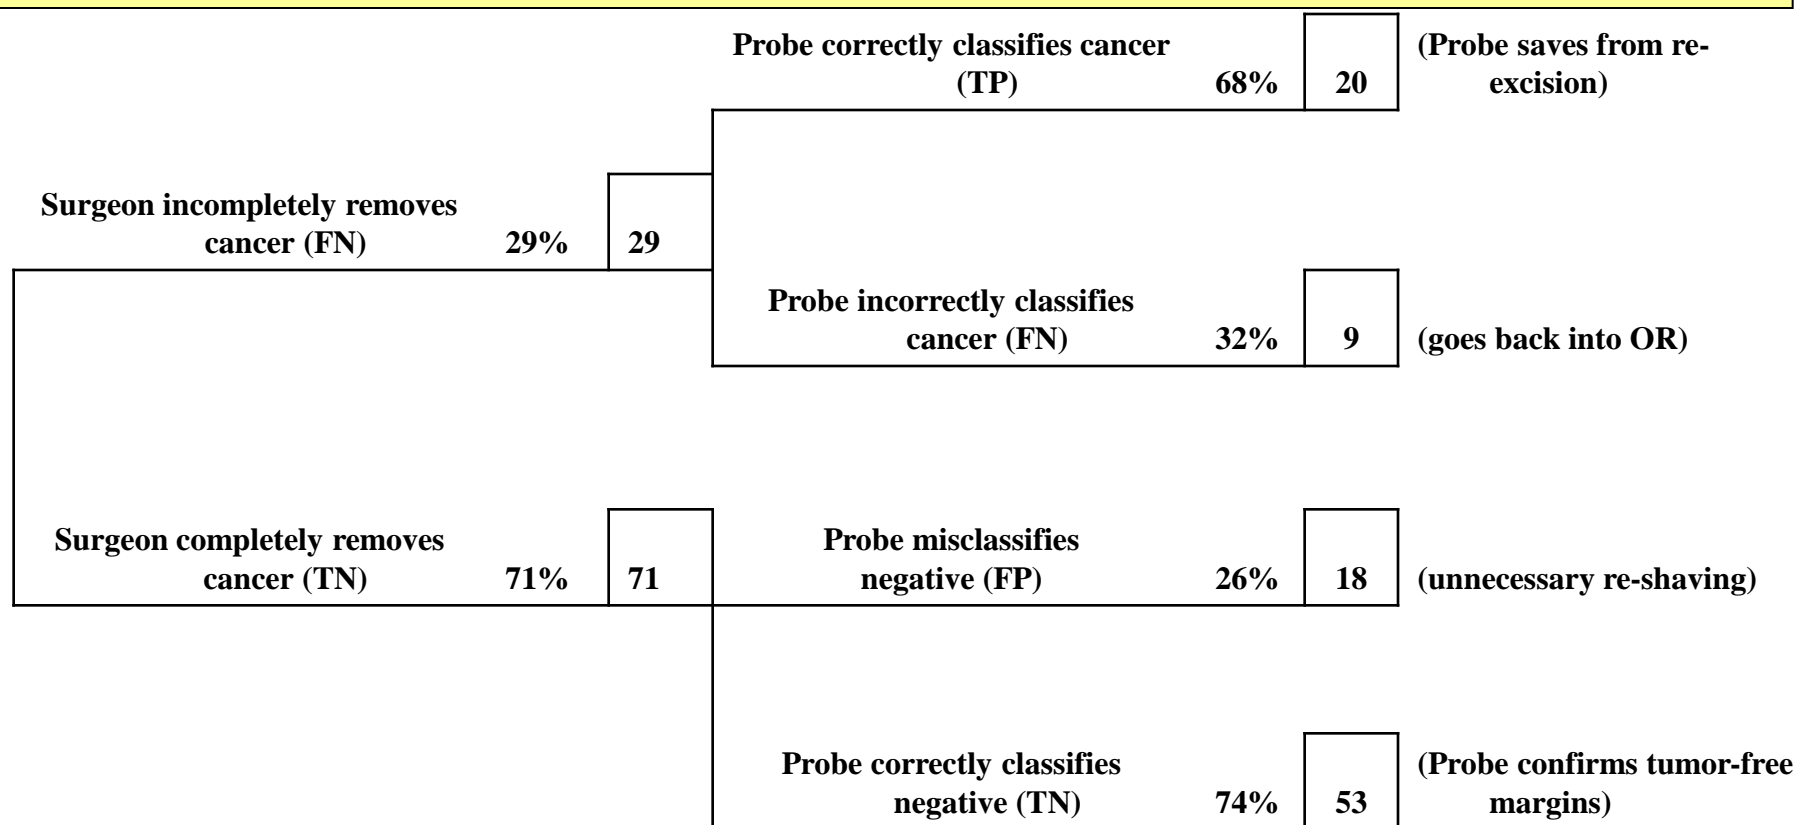 Probe correctly classifies cancer
(TP) 68% 20 (Probe saves from re-
excision)
Surgeon incompletely removes
cancer (FN) 29% 29
Probe incorrectly classifies
cancer (FN) 32% 9 (goes back into OR)
Surgeon completely removes
cancer (TN) 71% 71
Probe misclassifies
negative (FP) 26% 18 (unnecessary re-shaving)
Probe correctly classifies
negative (TN) 74% 53 (Probe confirms tumor-free
margins)